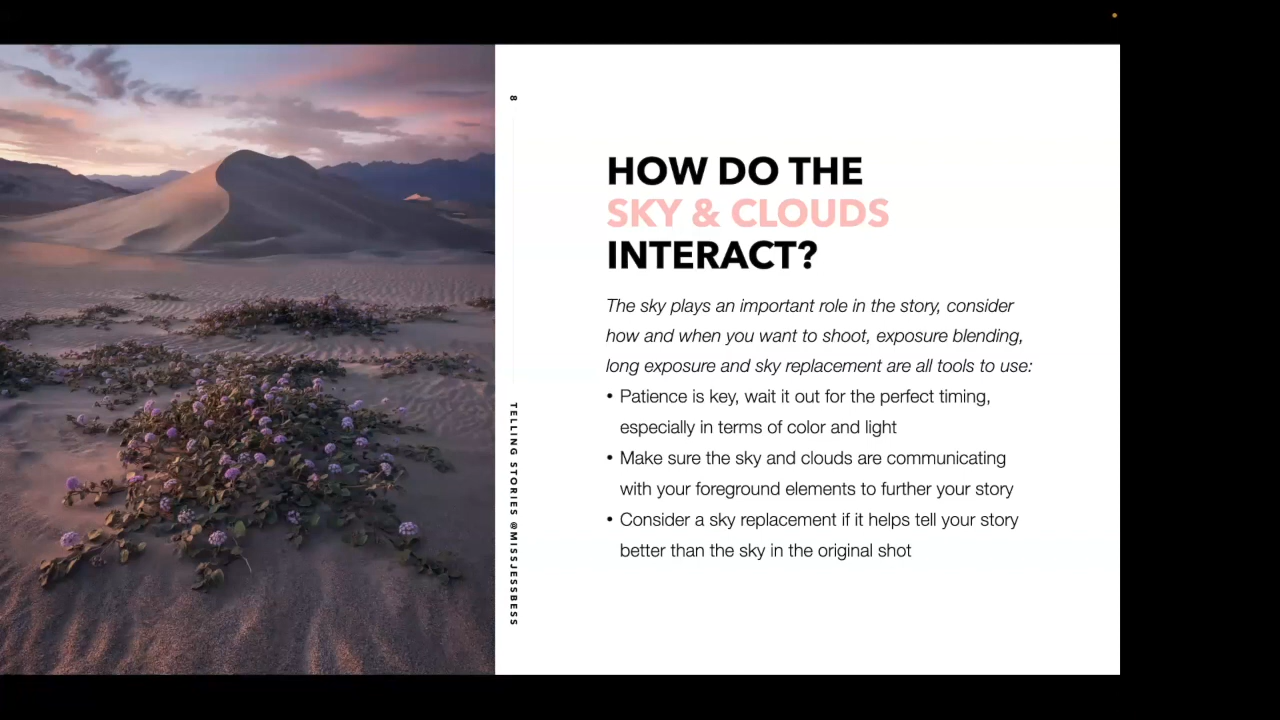 8
TELLING STORIES @MISSJESSBESS
HOW DO THE
SKY & CLOUDS
INTERACT?
The sky plays an important role in the story, consider
how and when you want to shoot, exposure blending,
long exposure and sky replacement are all tools to use:
• Patience is key, wait it out for the perfect timing,
especially in terms of color and light
• Make sure the sky and clouds are communicating
with your foreground elements to further your story
• Consider a sky replacement if it helps tell your story
better than the sky in the original shot